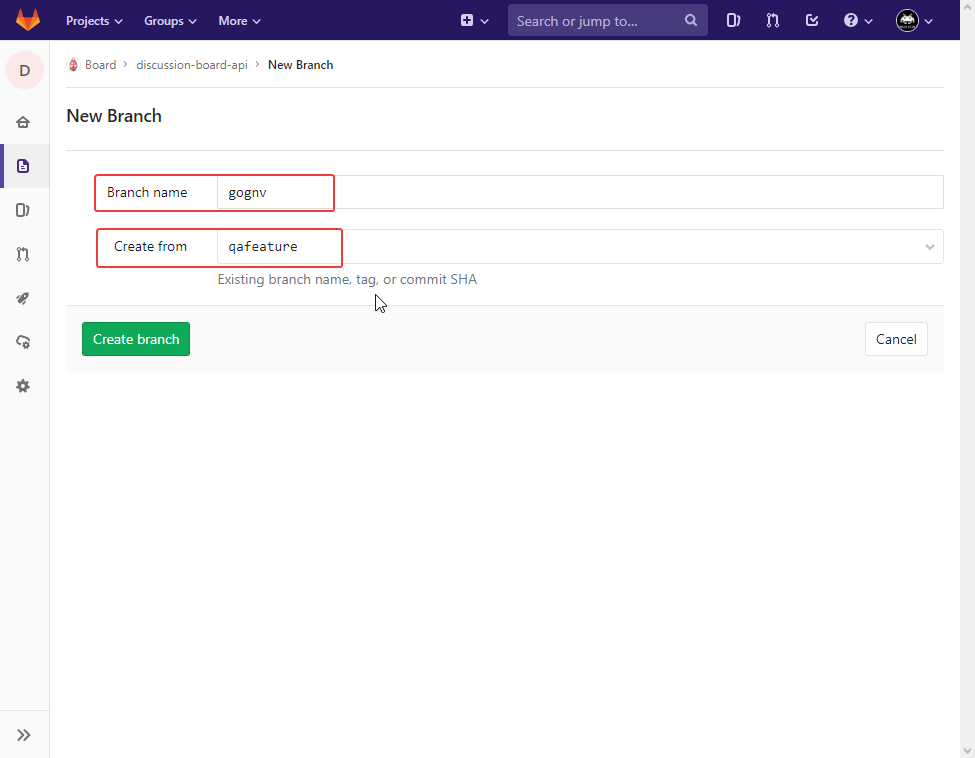 Projects Groups More Search or jump to...
D
Board > discussion-board-api > New Branch
New Branch
Branch name gognv
Create from qafeature
Existing branch name, tag, or commit SHA
Create branch Cancel